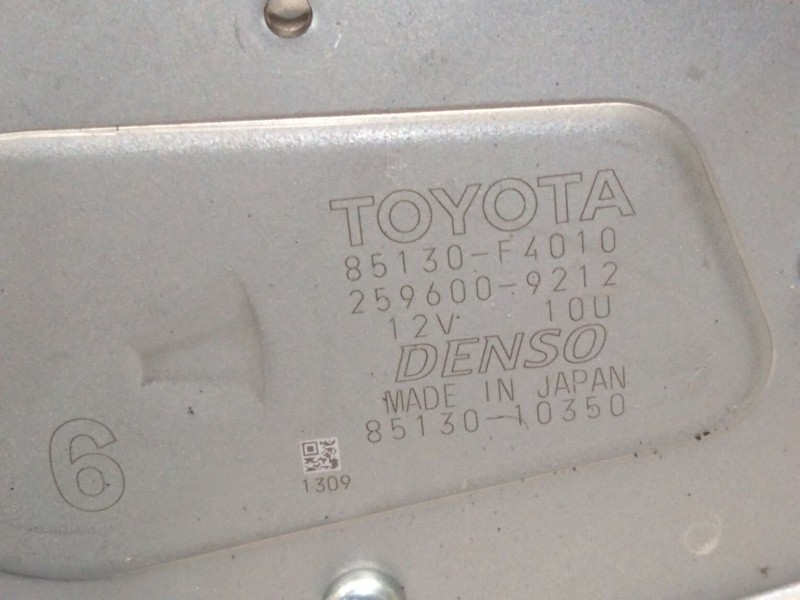 TOYOTA
85130-F4010
259600-9212
12V 10U
DENSO
MADE IN JAPAN
85130-10350
6
1309